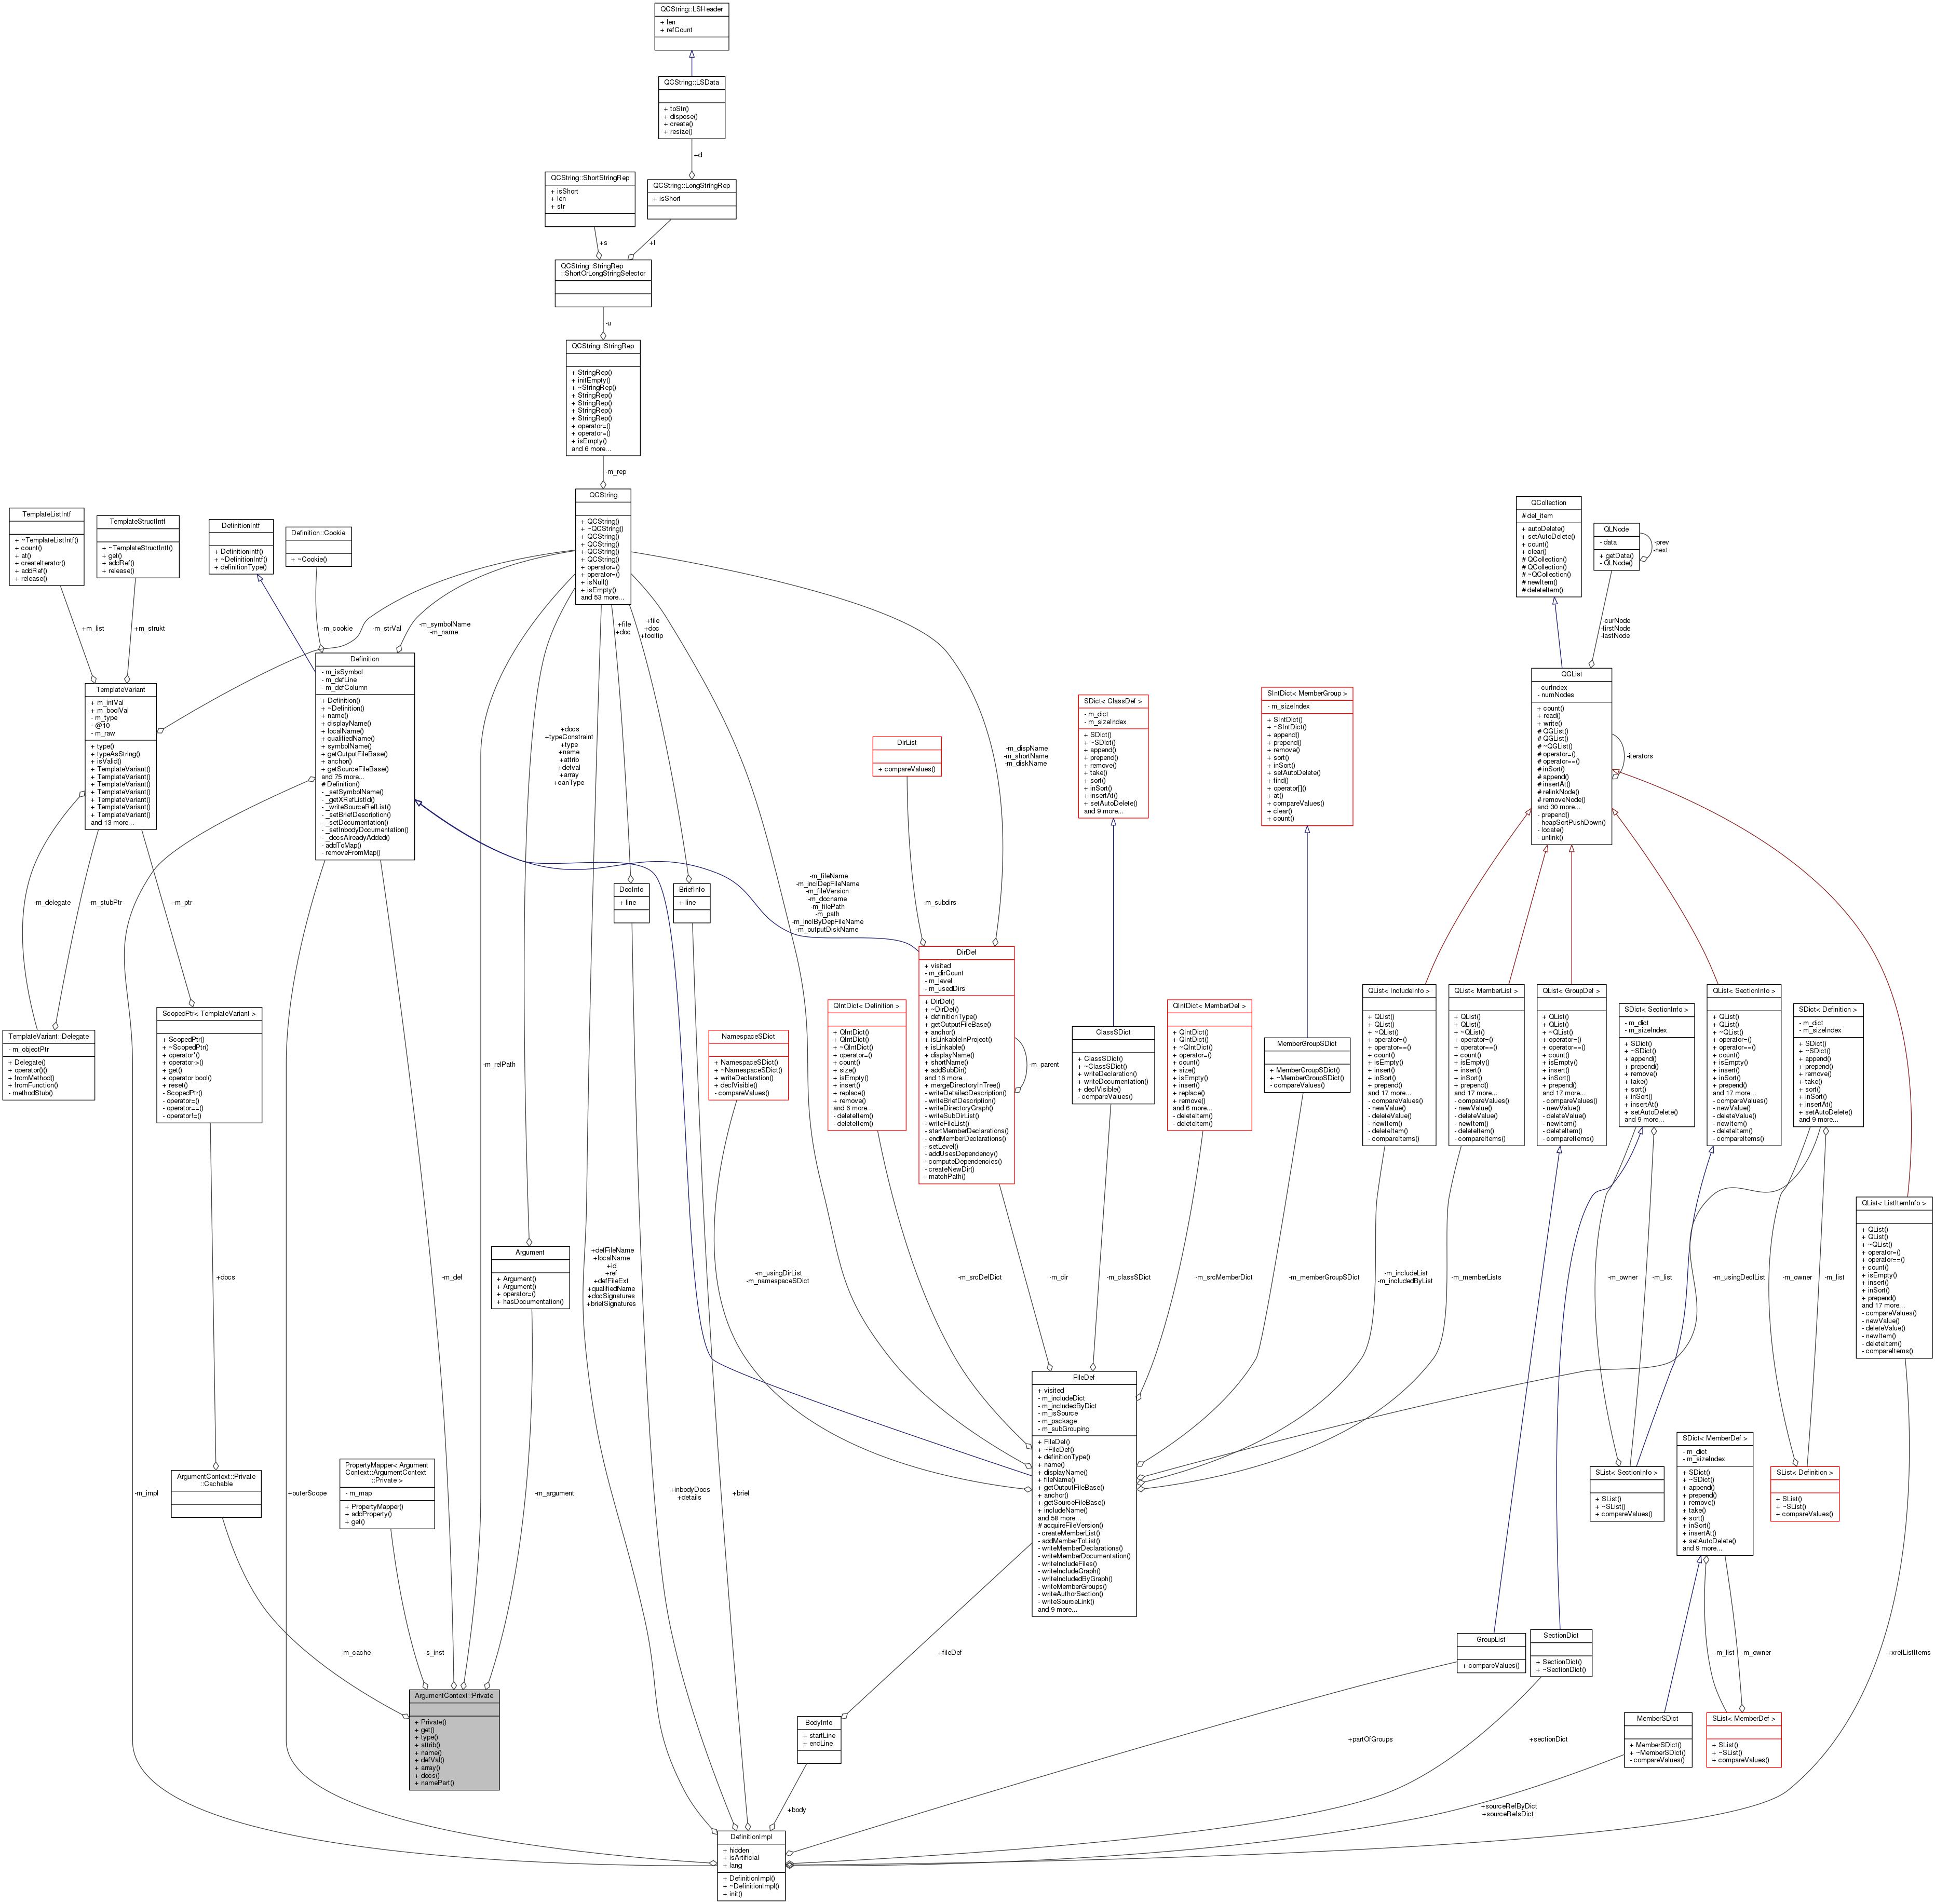 QCString::LSHeader
+ len
+ refCount
QCString::LSData
+ toStr()
+ dispose()
+ create()
+ resize()
+d
QCString::ShortStringRep
+ isShort
+ len
+ str
QCString::LongStringRep
+ isShort
+s
+l
QCString::StringRep
::ShortOrLongStringSelector
-u
QCString::StringRep
+ StringRep()
+ initEmpty()
+ ~StringRep()
+ StringRep()
+ StringRep()
+ StringRep()
+ StringRep()
+ operator=()
+ operator=()
+ isEmpty()
and 6 more...
-m_rep
QCString
+ QCString()
+ ~QCString()
+ QCString()
+ QCString()
+ QCString()
+ QCString()
+ operator=()
+ operator=()
+ isNull()
+ isEmpty()
and 53 more...
TemplateListIntf
+ ~TemplateListIntf()
+ count()
+ at()
+ createIterator()
+ addRef()
+ release()
TemplateStructIntf
+ ~TemplateStructIntf()
+ get()
+ addRef()
+ release()
DefinitionIntf
+ DefinitionIntf()
+ ~DefinitionIntf()
+ definitionType()
Definition::Cookie
+ ~Cookie()
QCollection
# del_item
+ autoDelete()
+ setAutoDelete()
+ count()
+ clear()
# QCollection()
# QCollection()
# ~QCollection()
# newItem()
# deleteItem()
QLNode
- data
+ getData()
- QLNode()
-prev
-next
+m_list
+m_strukt
-m_cookie
-m_strVal
-m_symbolName
-m_name
+file
+doc
+file
+doc
+tooltip
-curNode
-firstNode
-lastNode
TemplateVariant
+ m_intVal
+ m_boolVal
- m_type
- @10
- m_raw
+ type()
+ typeAsString()
+ isValid()
+ TemplateVariant()
+ TemplateVariant()
+ TemplateVariant()
+ TemplateVariant()
+ TemplateVariant()
+ TemplateVariant()
+ TemplateVariant()
and 13 more...
Definition
- m_isSymbol
- m_defLine
- m_defColumn
+ Definition()
+ ~Definition()
+ name()
+ displayName()
+ localName()
+ qualifiedName()
+ symbolName()
+ getOutputFileBase()
+ anchor()
+ getSourceFileBase()
and 75 more...
# Definition()
- _setSymbolName()
- _getXRefListId()
- _writeSourceRefList()
- _setBriefDescription()
- _setDocumentation()
- _setInbodyDocumentation()
- _docsAlreadyAdded()
- addToMap()
- removeFromMap()
+docs
+typeConstraint
+type
+name
+attrib
+defval
+array
+canType
DirList
+ compareValues()
-m_dispName
-m_shortName
-m_diskName
SDict< ClassDef >
- m_dict
- m_sizeIndex
+ SDict()
+ ~SDict()
+ append()
+ prepend()
+ remove()
+ take()
+ sort()
+ inSort()
+ insertAt()
+ setAutoDelete()
and 9 more...
SIntDict< MemberGroup >
- m_sizeIndex
+ SIntDict()
+ ~SIntDict()
+ append()
+ prepend()
+ remove()
+ sort()
+ inSort()
+ setAutoDelete()
+ find()
+ operator[]()
+ at()
+ compareValues()
+ clear()
+ count()
QGList
- curIndex
- numNodes
+ count()
+ read()
+ write()
# QGList()
# QGList()
# ~QGList()
# operator=()
# operator==()
# inSort()
# append()
# insertAt()
# relinkNode()
# removeNode()
and 30 more...
- prepend()
- heapSortPushDown()
- locate()
- unlink()
-iterators
-m_delegate
-m_stubPtr
-m_ptr
DocInfo
+ line
BriefInfo
+ line
-m_fileName
-m_inclDepFileName
-m_fileVersion
-m_docname
-m_filePath
-m_path
-m_inclByDepFileName
-m_outputDiskName
-m_subdirs
TemplateVariant::Delegate
- m_objectPtr
+ Delegate()
+ operator()()
+ fromMethod()
+ fromFunction()
- methodStub()
ScopedPtr< TemplateVariant >
+ ScopedPtr()
+ ~ScopedPtr()
+ operator*()
+ operator->()
+ get()
+ operator bool()
+ reset()
- ScopedPtr()
- operator=()
- operator==()
- operator!=()
-m_relPath
NamespaceSDict
+ NamespaceSDict()
+ ~NamespaceSDict()
+ writeDeclaration()
+ declVisible()
- compareValues()
QIntDict< Definition >
+ QIntDict()
+ QIntDict()
+ ~QIntDict()
+ operator=()
+ count()
+ size()
+ isEmpty()
+ insert()
+ replace()
+ remove()
and 6 more...
- deleteItem()
- deleteItem()
DirDef
+ visited
- m_dirCount
- m_level
- m_usedDirs
+ DirDef()
+ ~DirDef()
+ definitionType()
+ getOutputFileBase()
+ anchor()
+ isLinkableInProject()
+ isLinkable()
+ displayName()
+ shortName()
+ addSubDir()
and 16 more...
+ mergeDirectoryInTree()
- writeDetailedDescription()
- writeBriefDescription()
- writeDirectoryGraph()
- writeSubDirList()
- writeFileList()
- startMemberDeclarations()
- endMemberDeclarations()
- setLevel()
- addUsesDependency()
- computeDependencies()
- createNewDir()
- matchPath()
-m_parent
ClassSDict
+ ClassSDict()
+ ~ClassSDict()
+ writeDeclaration()
+ writeDocumentation()
+ declVisible()
- compareValues()
QIntDict< MemberDef >
+ QIntDict()
+ QIntDict()
+ ~QIntDict()
+ operator=()
+ count()
+ size()
+ isEmpty()
+ insert()
+ replace()
+ remove()
and 6 more...
- deleteItem()
- deleteItem()
MemberGroupSDict
+ MemberGroupSDict()
+ ~MemberGroupSDict()
- compareValues()
QList< IncludeInfo >
+ QList()
+ QList()
+ ~QList()
+ operator=()
+ operator==()
+ count()
+ isEmpty()
+ insert()
+ inSort()
+ prepend()
and 17 more...
- compareValues()
- newValue()
- deleteValue()
- newItem()
- deleteItem()
- compareItems()
QList< MemberList >
+ QList()
+ QList()
+ ~QList()
+ operator=()
+ operator==()
+ count()
+ isEmpty()
+ insert()
+ inSort()
+ prepend()
and 17 more...
- compareValues()
- newValue()
- deleteValue()
- newItem()
- deleteItem()
- compareItems()
QList< GroupDef >
+ QList()
+ QList()
+ ~QList()
+ operator=()
+ operator==()
+ count()
+ isEmpty()
+ insert()
+ inSort()
+ prepend()
and 17 more...
- compareValues()
- newValue()
- deleteValue()
- newItem()
- deleteItem()
- compareItems()
SDict< SectionInfo >
- m_dict
- m_sizeIndex
+ SDict()
+ ~SDict()
+ append()
+ prepend()
+ remove()
+ take()
+ sort()
+ inSort()
+ insertAt()
+ setAutoDelete()
and 9 more...
QList< SectionInfo >
+ QList()
+ QList()
+ ~QList()
+ operator=()
+ operator==()
+ count()
+ isEmpty()
+ insert()
+ inSort()
+ prepend()
and 17 more...
- compareValues()
- newValue()
- deleteValue()
- newItem()
- deleteItem()
- compareItems()
SDict< Definition >
- m_dict
- m_sizeIndex
+ SDict()
+ ~SDict()
+ append()
+ prepend()
+ remove()
+ take()
+ sort()
+ inSort()
+ insertAt()
+ setAutoDelete()
and 9 more...
QList< ListItemInfo >
+ QList()
+ QList()
+ ~QList()
+ operator=()
+ operator==()
+ count()
+ isEmpty()
+ insert()
+ inSort()
+ prepend()
and 17 more...
- compareValues()
- newValue()
- deleteValue()
- newItem()
- deleteItem()
- compareItems()
+docs
-m_def
Argument
+ Argument()
+ Argument()
+ operator=()
+ hasDocumentation()
+defFileName
+localName
+id
+ref
+defFileExt
+qualifiedName
+docSignatures
+briefSignatures
-m_usingDirList
-m_namespaceSDict
-m_srcDefDict
-m_dir
-m_classSDict
-m_srcMemberDict
-m_memberGroupSDict
-m_includeList
-m_includedByList
-m_memberLists
-m_owner
-m_list
-m_usingDeclList
-m_owner
-m_list
FileDef
+ visited
- m_includeDict
- m_includedByDict
- m_isSource
- m_package
- m_subGrouping
+ FileDef()
+ ~FileDef()
+ definitionType()
+ name()
+ displayName()
+ fileName()
+ getOutputFileBase()
+ anchor()
+ getSourceFileBase()
+ includeName()
and 58 more...
# acquireFileVersion()
- createMemberList()
- addMemberToList()
- writeMemberDeclarations()
- writeMemberDocumentation()
- writeIncludeFiles()
- writeIncludeGraph()
- writeIncludedByGraph()
- writeMemberGroups()
- writeAuthorSection()
- writeSourceLink()
and 9 more...
-m_impl
+outerScope
ArgumentContext::Private
::Cachable
PropertyMapper< Argument
Context::ArgumentContext
::Private >
- m_map
+ PropertyMapper()
+ addProperty()
+ get()
-m_argument
+inbodyDocs
+details
+brief
SList< SectionInfo >
+ SList()
+ ~SList()
+ compareValues()
SDict< MemberDef >
- m_dict
- m_sizeIndex
+ SDict()
+ ~SDict()
+ append()
+ prepend()
+ remove()
+ take()
+ sort()
+ inSort()
+ insertAt()
+ setAutoDelete()
and 9 more...
SList< Definition >
+ SList()
+ ~SList()
+ compareValues()
-m_cache
-s_inst
+fileDef
GroupList
+ compareValues()
SectionDict
+ SectionDict()
+ ~SectionDict()
-m_list
-m_owner
+xrefListItems
ArgumentContext::Private
+ Private()
+ get()
+ type()
+ attrib()
+ name()
+ defVal()
+ array()
+ docs()
+ namePart()
BodyInfo
+ startLine
+ endLine
+partOfGroups
+sectionDict
MemberSDict
+ MemberSDict()
+ ~MemberSDict()
- compareValues()
SList< MemberDef >
+ SList()
+ ~SList()
+ compareValues()
+body
+sourceRefByDict
+sourceRefsDict
DefinitionImpl
+ hidden
+ isArtificial
+ lang
+ DefinitionImpl()
+ ~DefinitionImpl()
+ init()